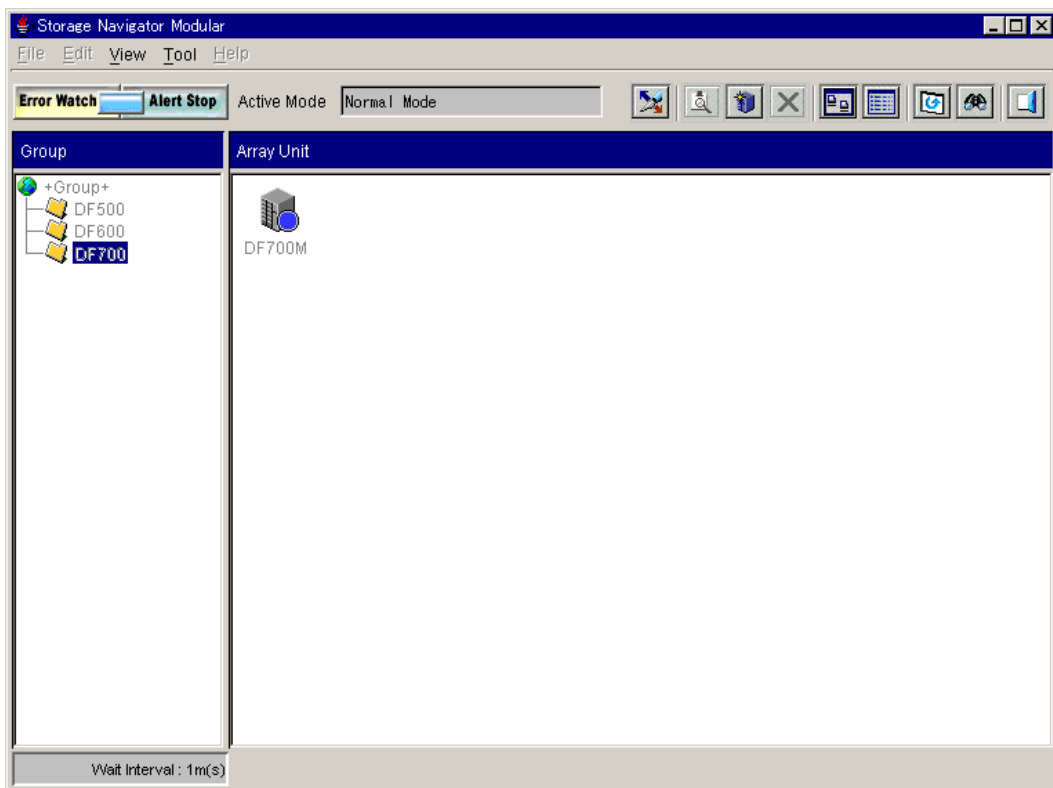 Storage Navigator Modular
File Edit View Tool Help
Error Watch Alert Stop Active Mode Normal Mode
Group
Array Unit
+Group+
DF500
DF600
DF700
DF700M
Wait Interval : 1m(s)